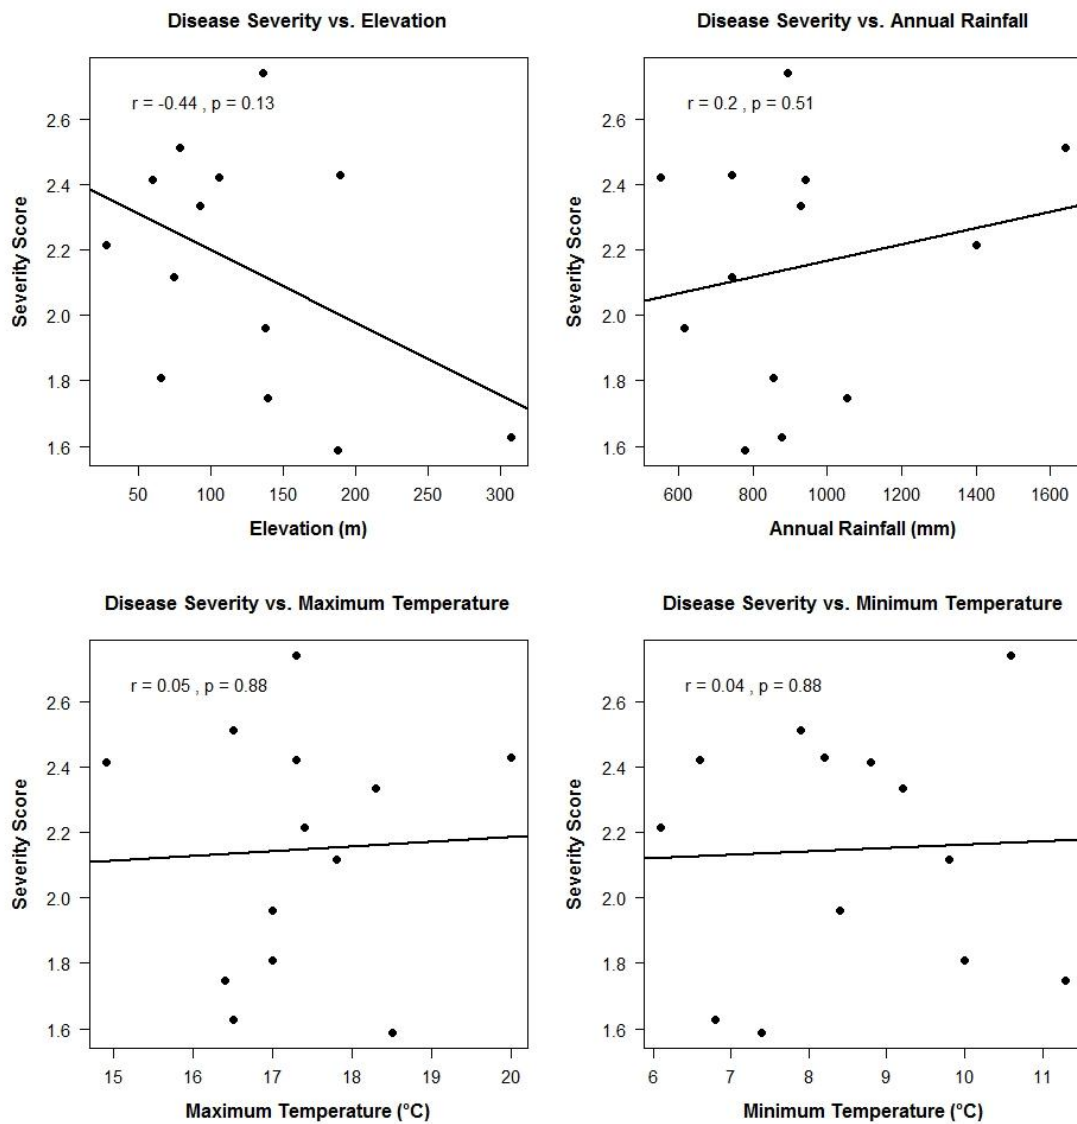 Disease Severity vs. Elevation
r = -0.44 , p = 0.13
2.6
2.4
2.2
2.0
1.8
1.6
Severity Score
50 100 150 200 250 300
Elevation (m)
Disease Severity vs. Annual Rainfall
r = 0.2 , p = 0.51
2.6
2.4
2.2
2.0
1.8
1.6
Severity Score
600 800 1000 1200 1400 1600
Annual Rainfall (mm)
Disease Severity vs. Maximum Temperature
r = 0.05 , p = 0.88
2.6
2.4
2.2
2.0
1.8
1.6
Severity Score
15 16 17 18 19 20
Maximum Temperature (°C)
Disease Severity vs. Minimum Temperature
r = 0.04 , p = 0.88
2.6
2.4
2.2
2.0
1.8
1.6
Severity Score
6 7 8 9 10 11
Minimum Temperature (°C)